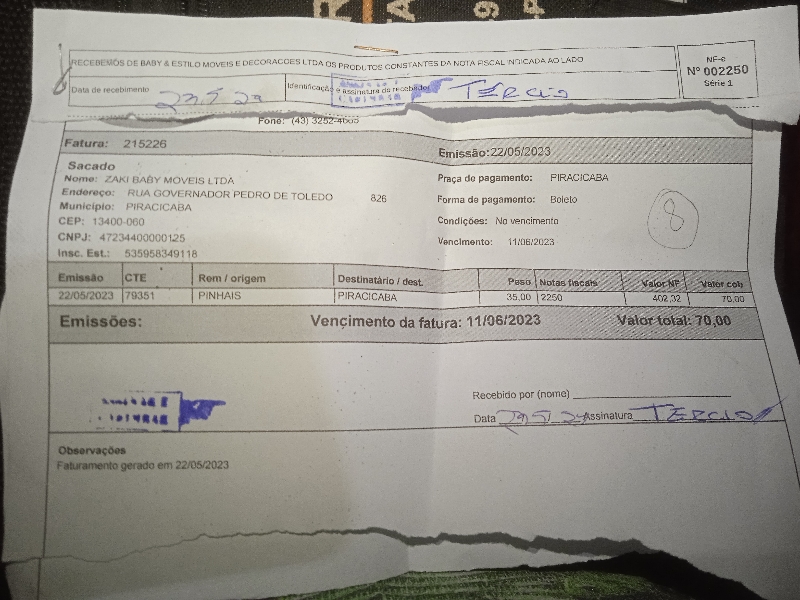 RECEBEMOS DE BABY & ESTILO MOVEIS E DECORACOES LTDA OS PRODUTOS CONSTANTES DA NOTA FISCAL INDICADA AO LADO
NF-e
Nº 002250
Série 1
Data de recebimento
Identificação e assinatura do recebedor
TERCIO
Fone: (43) 3252-4005
Fatura: 215226
Emissão:22/05/2023
Sacado
Nome: ZAKI BABY MOVEIS LTDA
Endereço: RUA GOVERNADOR PEDRO DE TOLEDO 826
Município: PIRACICABA
CEP: 13400-060
CNPJ: 47234400000125
Insc. Est.: 535958349118
Praça de pagamento: PIRACICABA
Forma de pagamento: Boleto
Condições: No vencimento
Vencimento: 11/06/2023
8
Emissão CTE Rem / origem Destinatário / dest. Peso Notas fiscais Valor NF Valor cob
22/05/2023 79351 PINHAIS PIRACICABA 35,00 2250 402,32 70,00
Emissões: Vencimento da fatura: 11/06/2023 Valor total: 70,00
Recebido por (nome)
Data Assinatura TERCIO
Observações
Faturamento gerado em 22/05/2023